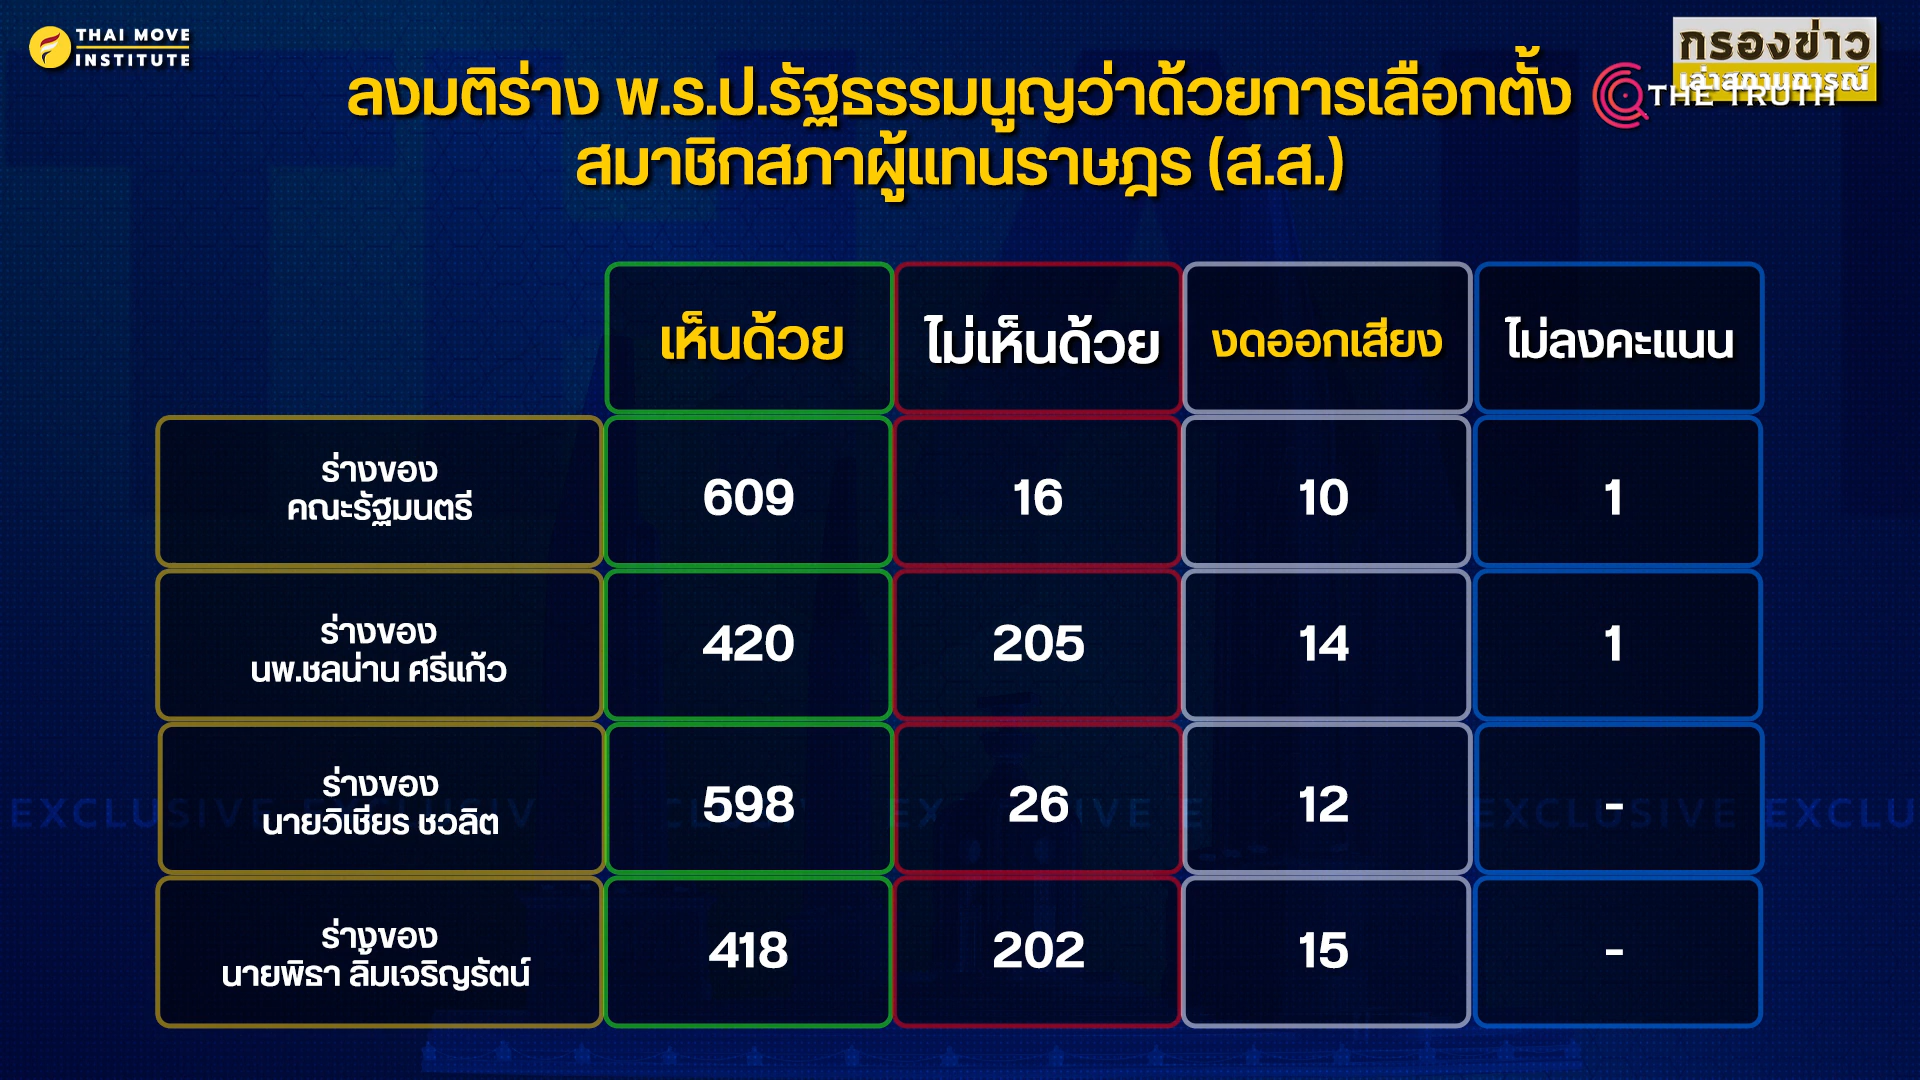 THAI MOVE
INSTITUTE
กรองข่าว
เล่าสถานการณ์
THE TRUTH
ลงมติร่าง พ.ร.ป.รัฐธรรมนูญว่าด้วยการเลือกตั้ง
สมาชิกสภาผู้แทนราษฎร (ส.ส.)
เห็นด้วย ไม่เห็นด้วย งดออกเสียง ไม่ลงคะแนน
ร่างของ
คณะรัฐมนตรี
609 16 10 1
ร่างของ
นพ.ชลน่าน ศรีแก้ว
420 205 14 1
ร่างของ
นายวิเชียร ชวลิต
598 26 12 -
ร่างของ
นายพิธา ลิ้มเจริญรัตน์
418 202 15 -
EXCLUSIVE EXCLUSIV CLUSIVE EXCLUSIVE E EXCLUSIVE EXCLU